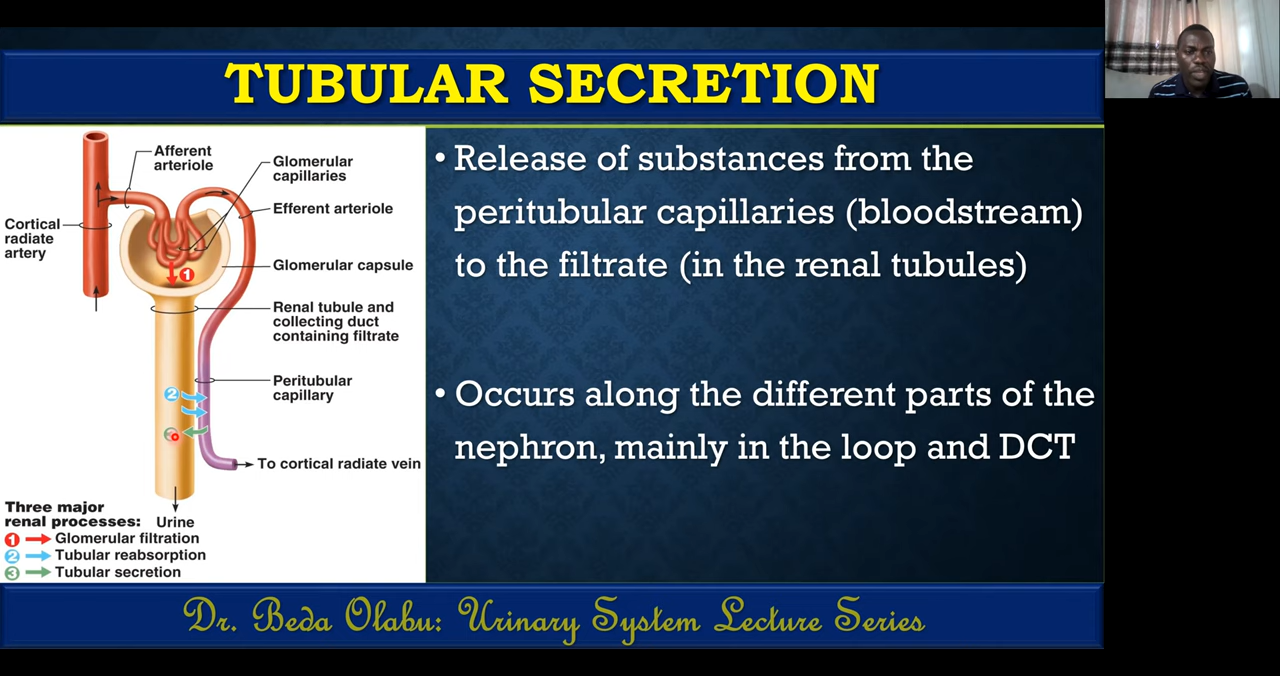 TUBULAR SECRETION
Afferent
arteriole
Glomerular
capillaries
Cortical
radiate
artery
Efferent arteriole
1
Glomerular capsule
Renal tubule and
collecting duct
containing filtrate
Peritubular
capillary
2
3
To cortical radiate vein
Urine
Three major
renal processes:
1 Glomerular filtration
2 Tubular reabsorption
3 Tubular secretion
• Release of substances from the
peritubular capillaries (bloodstream)
to the filtrate (in the renal tubules)
• Occurs along the different parts of the
nephron, mainly in the loop and DCT
Dr. Beda Olabu: Urinary System Lecture Series